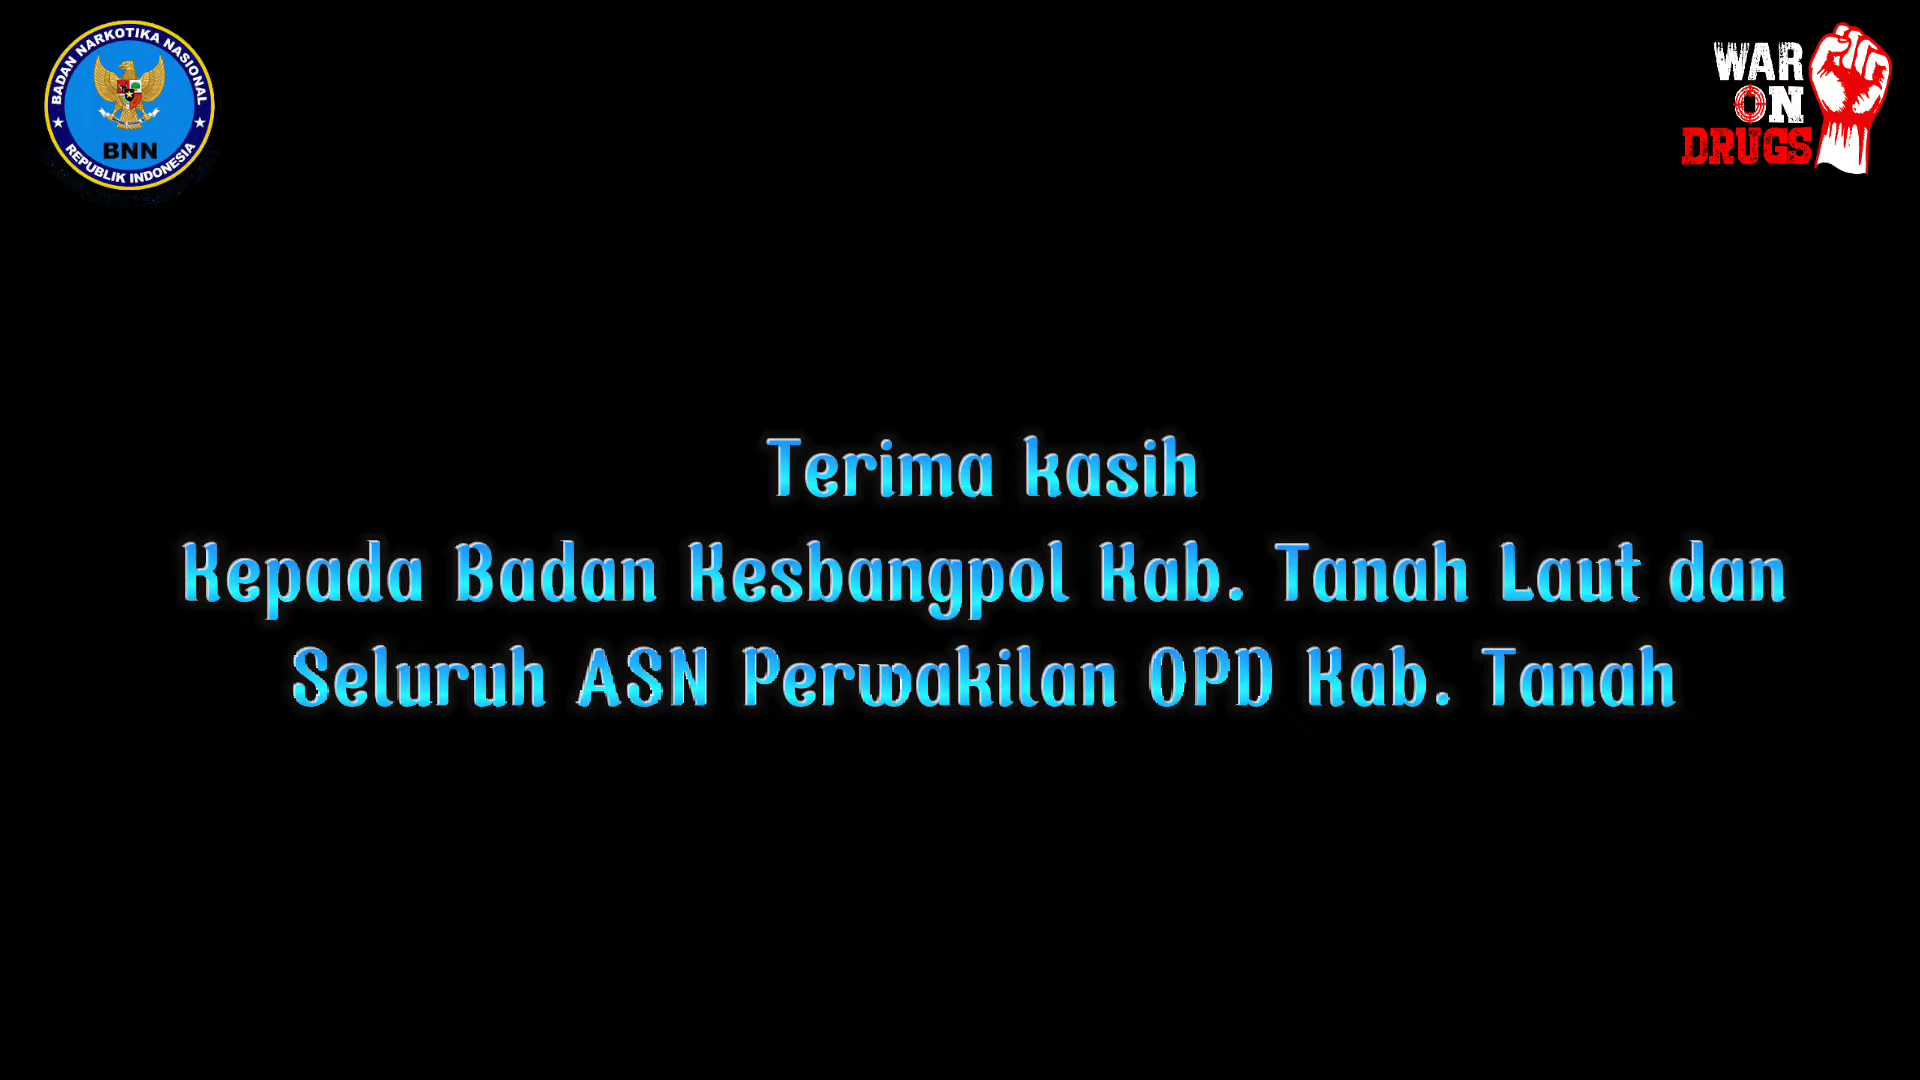 BADAN NARKOTIKA NASIONAL
BNN
REPUBLIK INDONESIA
WAR
ON
DRUGS
Terima kasih
Kepada Badan Kesbangpol Kab. Tanah Laut dan
Seluruh ASN Perwakilan OPD Kab. Tanah